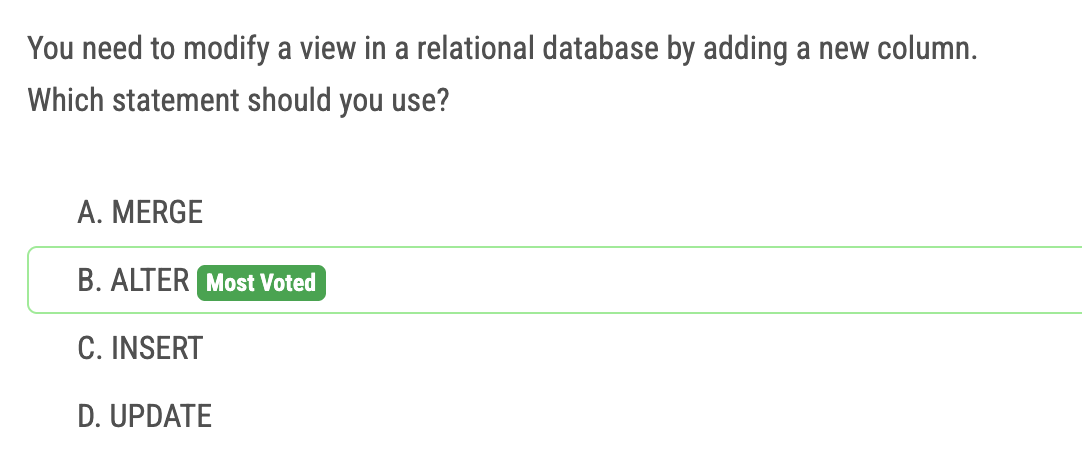 You need to modify a view in a relational database by adding a new column.
Which statement should you use?
A. MERGE
B. ALTER Most Voted
C. INSERT
D. UPDATE